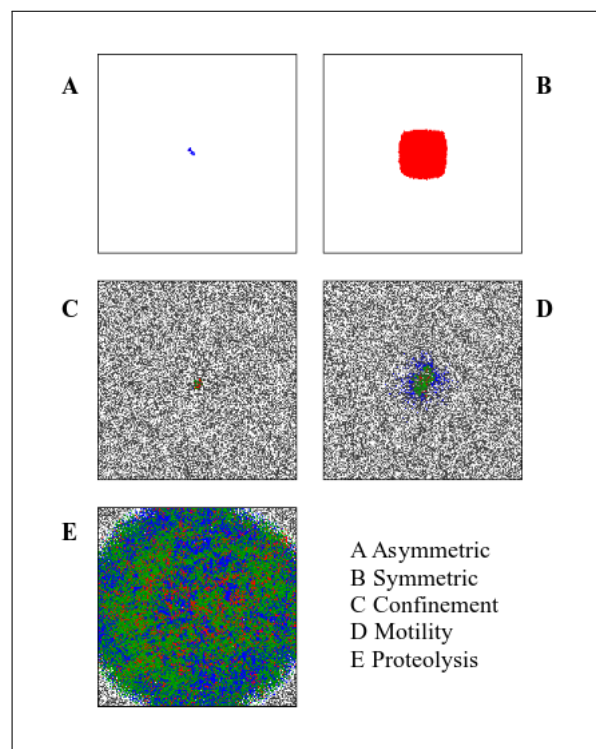 A
B
C
D
E
A Asymmetric
B Symmetric
C Confinement
D Motility
E Proteolysis